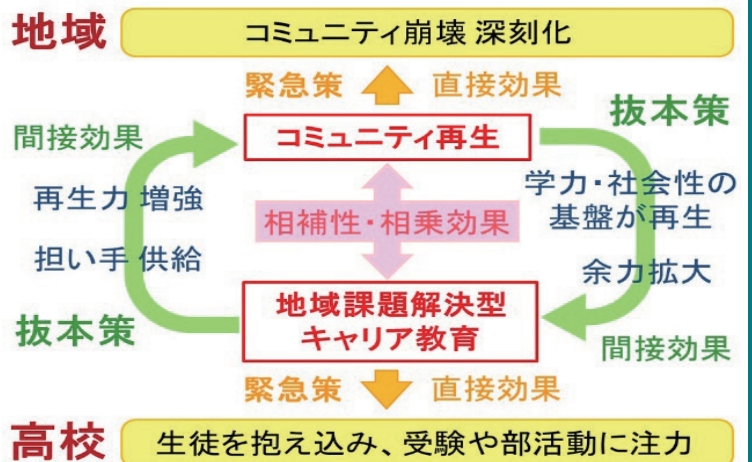 地域
コミュニティ崩壊 深刻化
緊急策 直接効果
抜本策
間接効果
コミュニティ再生
再生力 増強
学力・社会性の
基盤が再生
相補性・相乗効果
担い手 供給
余力拡大
地域課題解決型
キャリア教育
抜本策
間接効果
緊急策 直接効果
高校
生徒を抱え込み、受験や部活動に注力